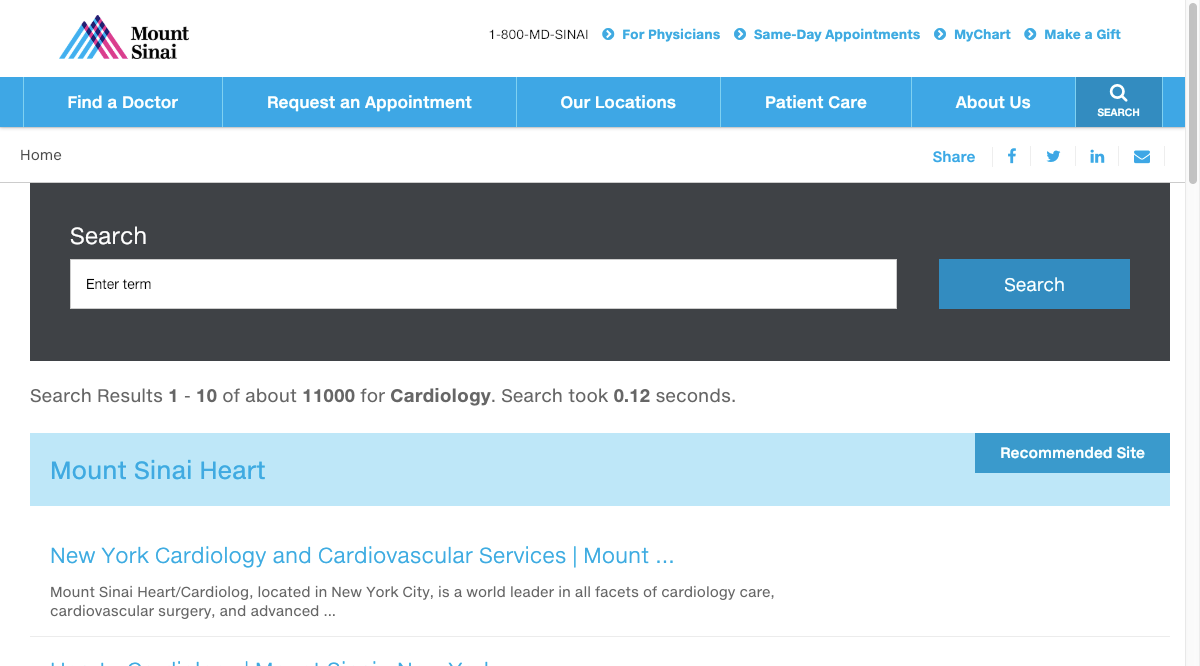 Mount
Sinai
1-800-MD-SINAI For Physicians Same-Day Appointments MyChart Make a Gift
Find a Doctor Request an Appointment Our Locations Patient Care About Us SEARCH
Home Share
Search
Enter term Search
Search Results 1 - 10 of about 11000 for Cardiology. Search took 0.12 seconds.
Recommended Site
Mount Sinai Heart
New York Cardiology and Cardiovascular Services | Mount ...
Mount Sinai Heart/Cardiolog, located in New York City, is a world leader in all facets of cardiology care,
cardiovascular surgery, and advanced ...